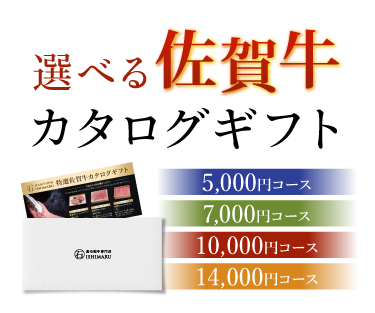 選べる佐賀牛
カタログギフト
特選佐賀牛カタログギフト
ISHIMARU
5,000円コース
7,000円コース
10,000円コース
14,000円コース